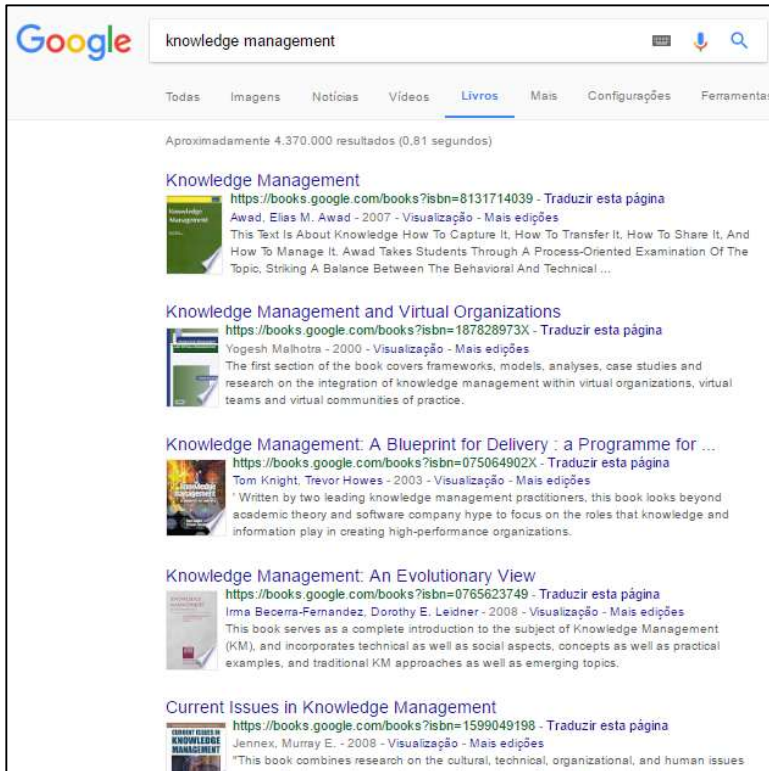 Google
knowledge management
Todas Imagens Notícias Vídeos Livros Mais Configurações Ferramentas
Aproximadamente 4.370.000 resultados (0,81 segundos)
Knowledge Management
https://books.google.com/books?isbn=8131714039 - Traduzir esta página
Awad, Elias M. Awad - 2007 - Visualização - Mais edições
This Text Is About Knowledge How To Capture It, How To Transfer It, How To Share It, And
How To Manage It. Awad Takes Students Through A Process-Oriented Examination Of The
Topic, Striking A Balance Between The Behavioral And Technical ...
Knowledge Management and Virtual Organizations
https://books.google.com/books?isbn=187828973X - Traduzir esta página
Yogesh Malhotra - 2000 - Visualização - Mais edições
The first section of the book covers frameworks, models, analyses, case studies and
research on the integration of knowledge management within virtual organizations, virtual
teams and virtual communities of practice.
Knowledge Management: A Blueprint for Delivery : a Programme for ...
https://books.google.com/books?isbn=075064902X - Traduzir esta página
Tom Knight, Trevor Howes - 2003 - Visualização - Mais edições
' Written by two leading knowledge management practitioners, this book looks beyond
academic theory and software company hype to focus on the roles that knowledge and
information play in creating high-performance organizations.
Knowledge Management: An Evolutionary View
https://books.google.com/books?isbn=0765623749 - Traduzir esta página
Irma Becerra-Fernandez, Dorothy E. Leidner - 2008 - Visualização - Mais edições
This book serves as a complete introduction to the subject of Knowledge Management
(KM), and incorporates technical as well as social aspects, concepts as well as practical
examples, and traditional KM approaches as well as emerging topics.
Current Issues in Knowledge Management
https://books.google.com/books?isbn=1599049198 - Traduzir esta página
Jennex, Murray E. - 2008 - Visualização - Mais edições
"This book combines research on the cultural, technical, organizational, and human issues
Knowledge
Management
knowledge
management
KNOWLEDGE
MANAGEMENT
CURRENT ISSUES IN
KNOWLEDGE
MANAGEMENT